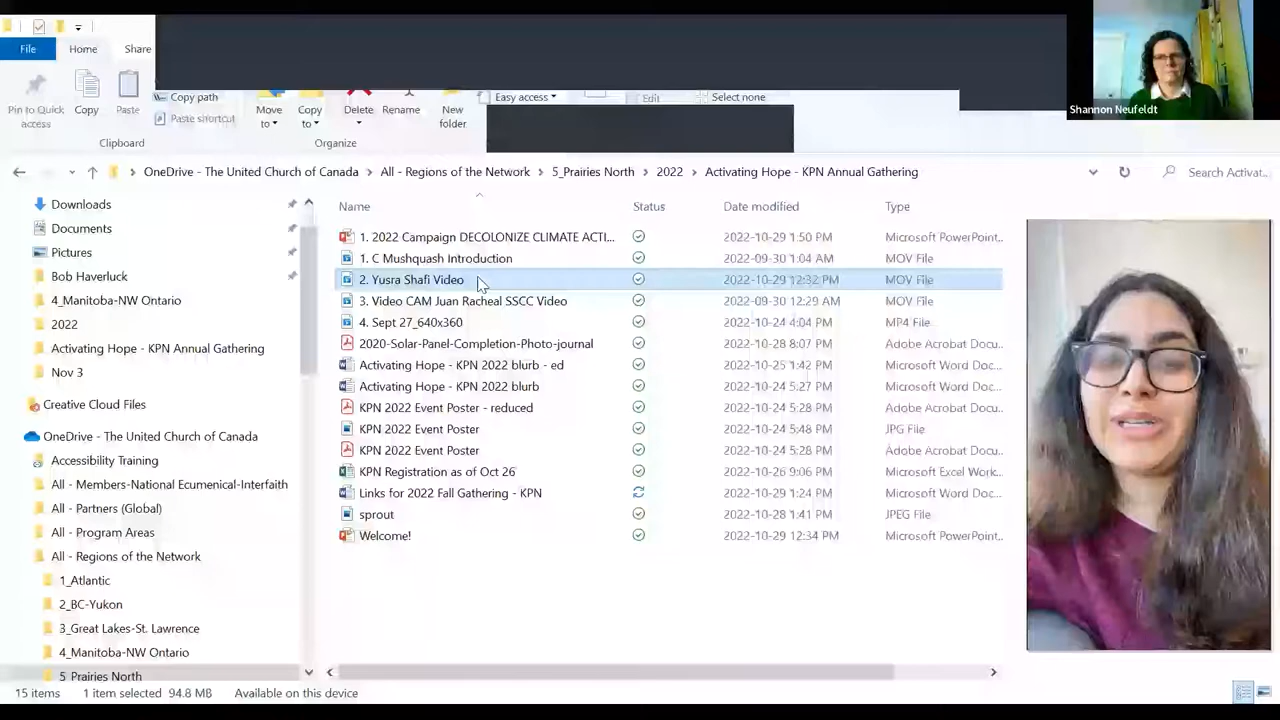 File Home Share
Pin to Quick access
Copy
Paste
Copy path
Paste shortcut
Clipboard
Move to
Copy to
Delete
Rename
New folder
Organize
Easy access
Edit
Select none
Shannon Neufeldt
OneDrive - The United Church of Canada All - Regions of the Network 5_Prairies North 2022 Activating Hope - KPN Annual Gathering
Search Activat...
Downloads
Documents
Pictures
Bob Haverluck
4_Manitoba-NW Ontario
2022
Activating Hope - KPN Annual Gathering
Nov 3
Creative Cloud Files
OneDrive - The United Church of Canada
Accessibility Training
All - Members-National Ecumenical-Interfaith
All - Partners (Global)
All - Program Areas
All - Regions of the Network
1_Atlantic
2_BC-Yukon
3_Great Lakes-St. Lawrence
4_Manitoba-NW Ontario
5_Prairies North
Name Status Date modified Type
1. 2022 Campaign DECOLONIZE CLIMATE ACTI... 2022-10-29 1:50 PM Microsoft PowerPoint...
1. C Mushquash Introduction 2022-09-30 1:04 AM MOV File
2. Yusra Shafi Video 2022-10-29 12:32 PM MOV File
3. Video CAM Juan Racheal SSCC Video 2022-09-30 12:29 AM MOV File
4. Sept 27_640x360 2022-10-24 4:04 PM MP4 File
2020-Solar-Panel-Completion-Photo-journal 2022-10-28 8:07 PM Adobe Acrobat Docu...
Activating Hope - KPN 2022 blurb - ed 2022-10-25 1:42 PM Microsoft Word Doc...
Activating Hope - KPN 2022 blurb 2022-10-24 5:27 PM Microsoft Word Doc...
KPN 2022 Event Poster - reduced 2022-10-24 5:28 PM Adobe Acrobat Docu...
KPN 2022 Event Poster 2022-10-24 5:48 PM JPG File
KPN 2022 Event Poster 2022-10-24 5:28 PM Adobe Acrobat Docu...
KPN Registration as of Oct 26 2022-10-26 9:06 PM Microsoft Excel Work...
Links for 2022 Fall Gathering - KPN 2022-10-29 1:24 PM Microsoft Word Doc...
sprout 2022-10-28 1:41 PM JPEG File
Welcome! 2022-10-29 12:34 PM Microsoft PowerPoint...
15 items 1 item selected 94.8 MB Available on this device